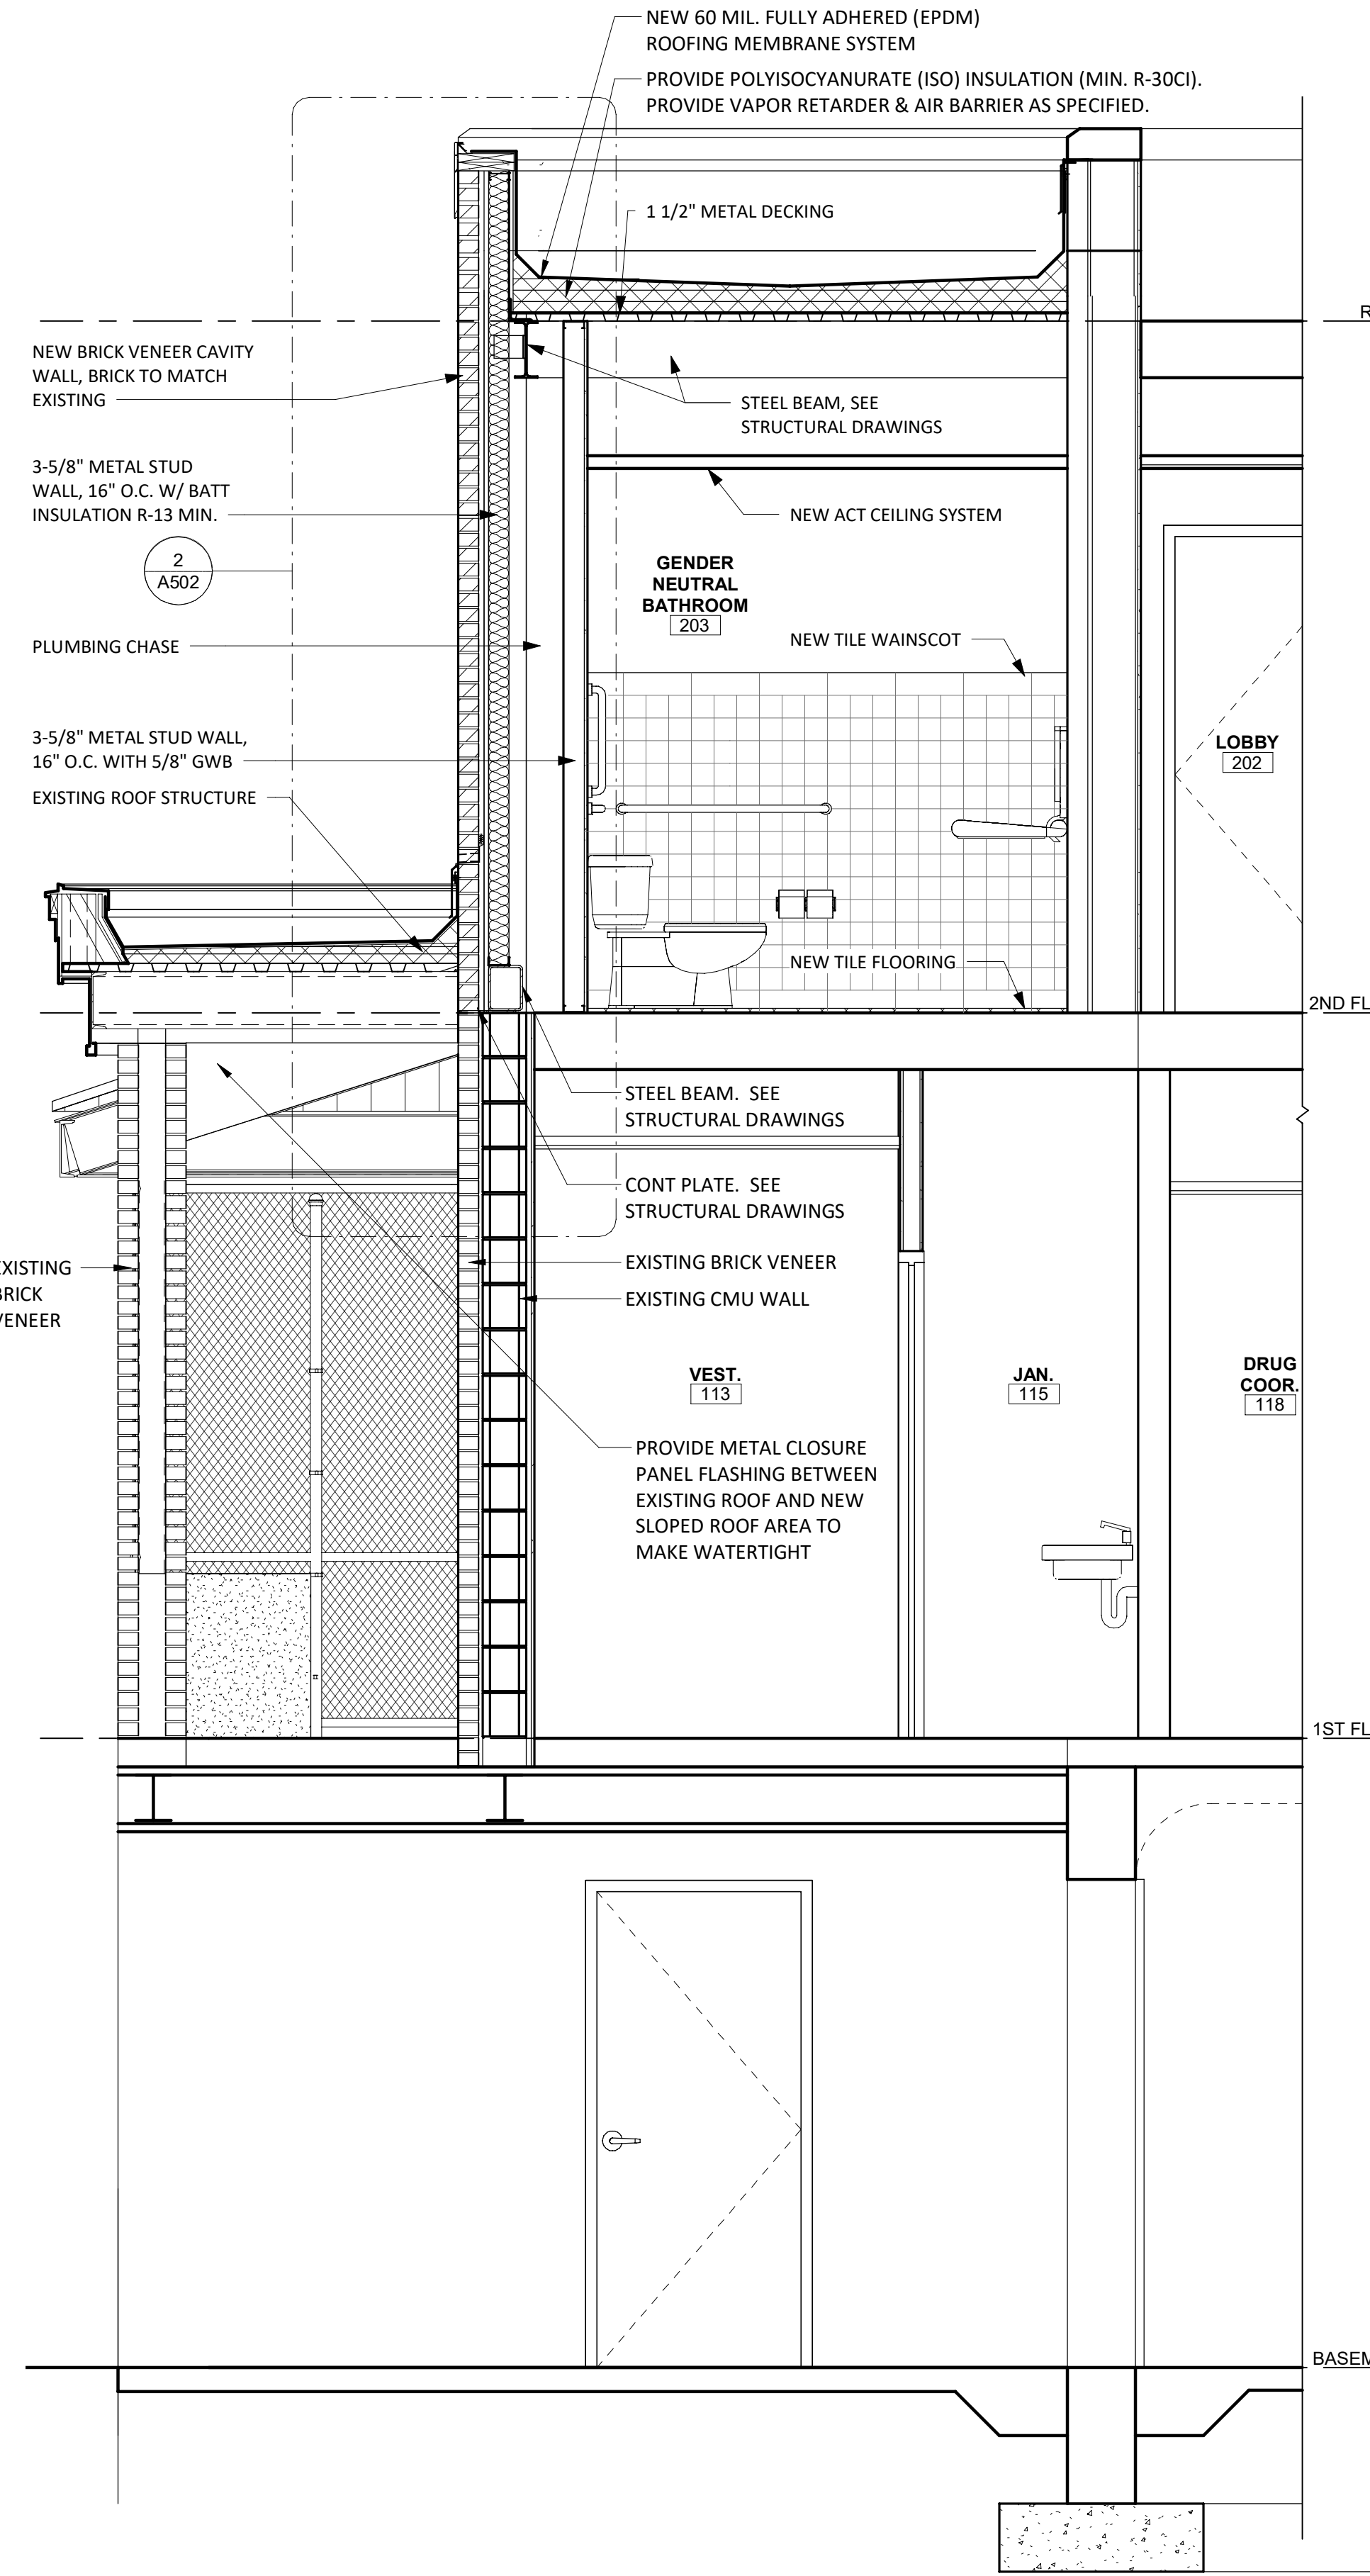 NEW 60 MIL. FULLY ADHERED (EPDM)
ROOFING MEMBRANE SYSTEM
PROVIDE POLYISOCYANURATE (ISO) INSULATION (MIN. R-30CI).
PROVIDE VAPOR RETARDER & AIR BARRIER AS SPECIFIED.
1 1/2" METAL DECKING
R
NEW BRICK VENEER CAVITY
WALL, BRICK TO MATCH
EXISTING
STEEL BEAM, SEE
STRUCTURAL DRAWINGS
3-5/8" METAL STUD
WALL, 16" O.C. W/ BATT
INSULATION R-13 MIN.
NEW ACT CEILING SYSTEM
2
A502
GENDER
NEUTRAL
BATHROOM
203
PLUMBING CHASE
NEW TILE WAINSCOT
3-5/8" METAL STUD WALL,
16" O.C. WITH 5/8" GWB
LOBBY
202
EXISTING ROOF STRUCTURE
NEW TILE FLOORING
2ND FL
STEEL BEAM. SEE
STRUCTURAL DRAWINGS
CONT PLATE. SEE
STRUCTURAL DRAWINGS
EXISTING BRICK VENEER
EXISTING
BRICK
VENEER
EXISTING CMU WALL
VEST.
113
JAN.
115
DRUG
COOR.
118
PROVIDE METAL CLOSURE
PANEL FLASHING BETWEEN
EXISTING ROOF AND NEW
SLOPED ROOF AREA TO
MAKE WATERTIGHT
1ST FL
BASEM